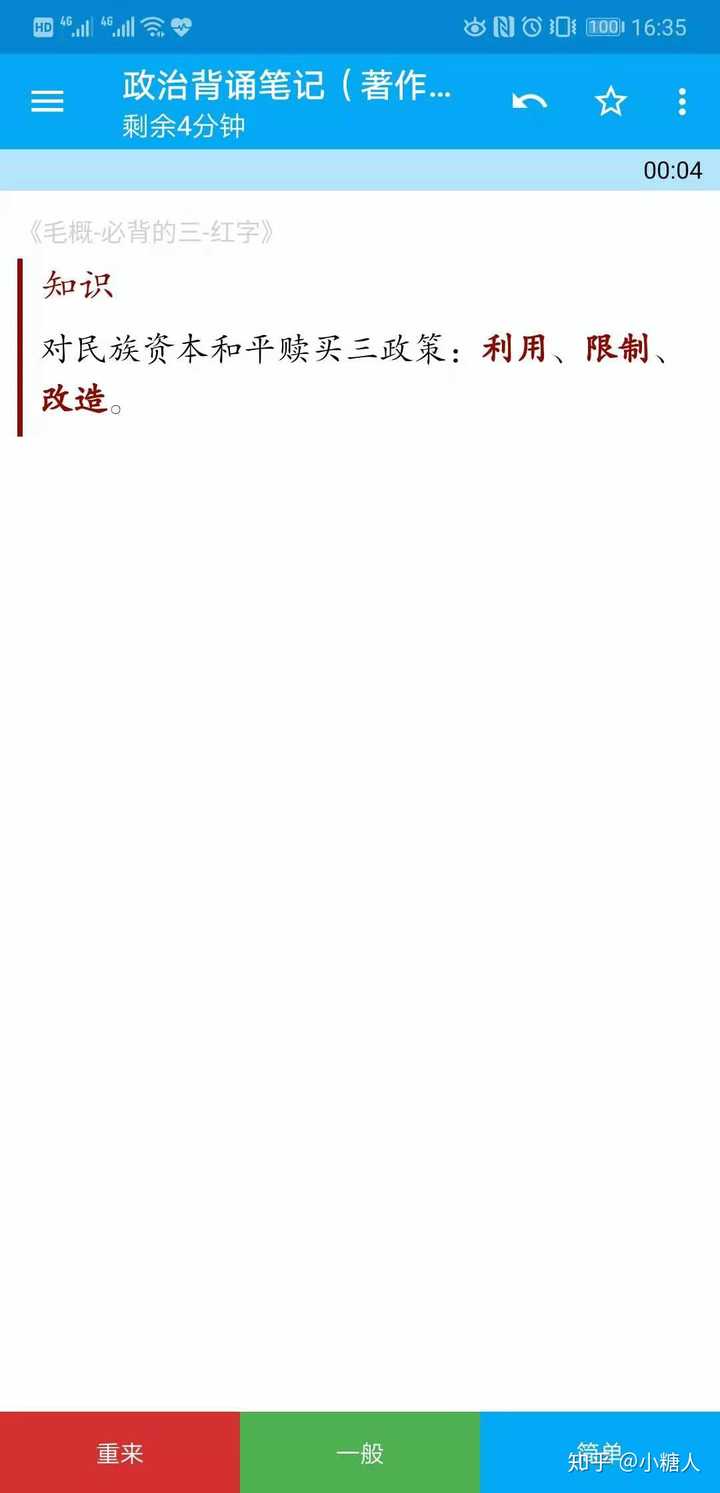 HD 4G 4G 100 16:35
政治背诵笔记（著作...
剩余4分钟
00:04
《毛概-必背的三-红字》
知识
对民族资本和平赎买三政策：利用、限制、
改造。
重来 一般 简单
知乎 @小糖人